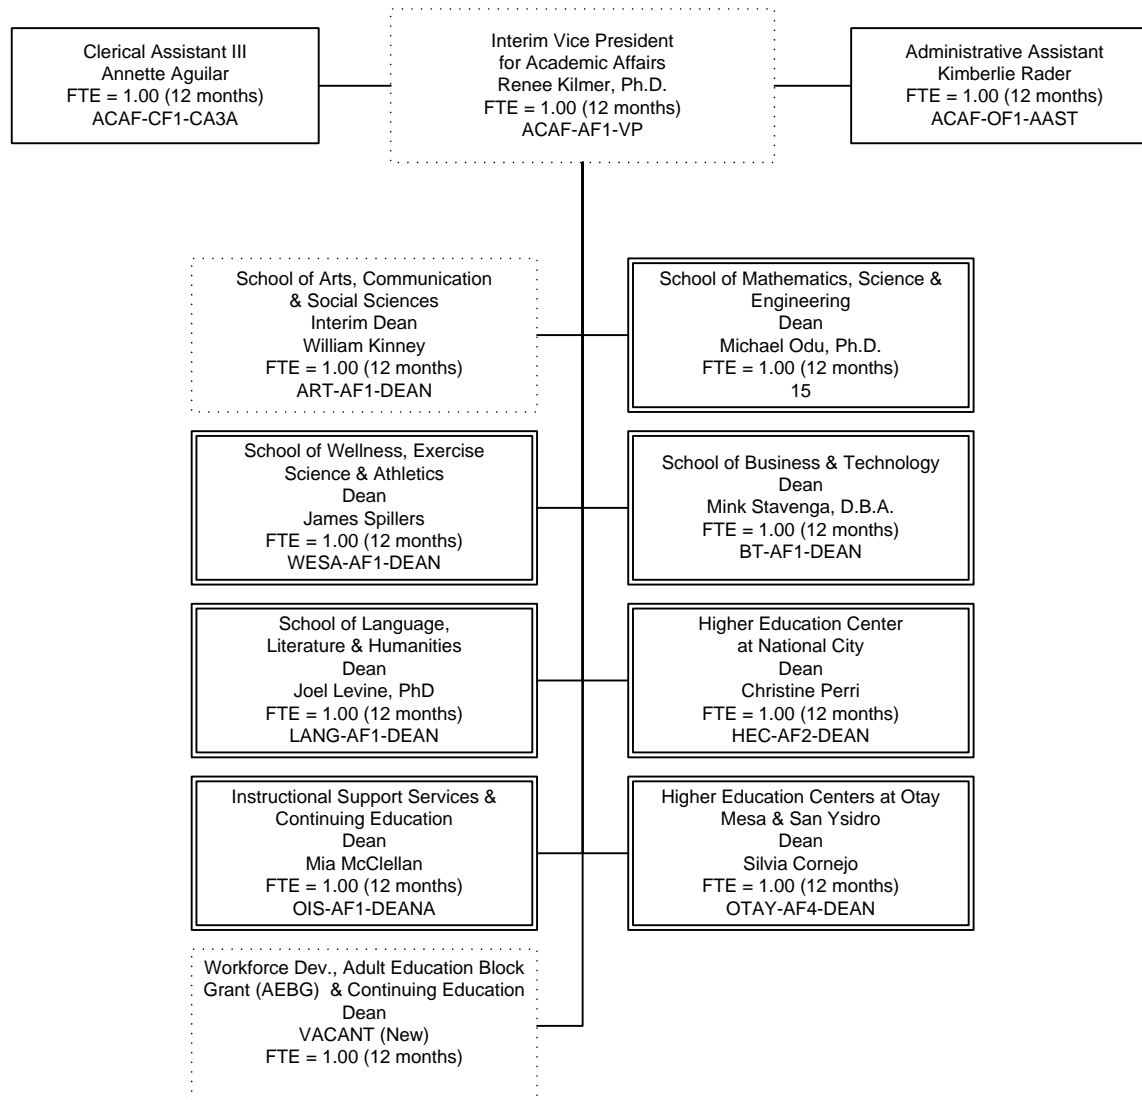 Clerical Assistant III
Annette Aguilar
FTE = 1.00 (12 months)
ACAF-CF1-CA3A
Interim Vice President
for Academic Affairs
Renee Kilmer, Ph.D.
FTE = 1.00 (12 months)
ACAF-AF1-VP
Administrative Assistant
Kimberlie Rader
FTE = 1.00 (12 months)
ACAF-OF1-AAST
School of Arts, Communication
& Social Sciences
Interim Dean
William Kinney
FTE = 1.00 (12 months)
ART-AF1-DEAN
School of Mathematics, Science &
Engineering
Dean
Michael Odu, Ph.D.
FTE = 1.00 (12 months)
15
School of Wellness, Exercise
Science & Athletics
Dean
James Spillers
FTE = 1.00 (12 months)
WESA-AF1-DEAN
School of Business & Technology
Dean
Mink Stavenga, D.B.A.
FTE = 1.00 (12 months)
BT-AF1-DEAN
School of Language,
Literature & Humanities
Dean
Joel Levine, PhD
FTE = 1.00 (12 months)
LANG-AF1-DEAN
Higher Education Center
at National City
Dean
Christine Perri
FTE = 1.00 (12 months)
HEC-AF2-DEAN
Instructional Support Services &
Continuing Education
Dean
Mia McClellan
FTE = 1.00 (12 months)
OIS-AF1-DEANA
Higher Education Centers at Otay
Mesa & San Ysidro
Dean
Silvia Cornejo
FTE = 1.00 (12 months)
OTAY-AF4-DEAN
Workforce Dev., Adult Education Block
Grant (AEBG)  & Continuing Education
Dean
VACANT (New)
FTE = 1.00 (12 months)